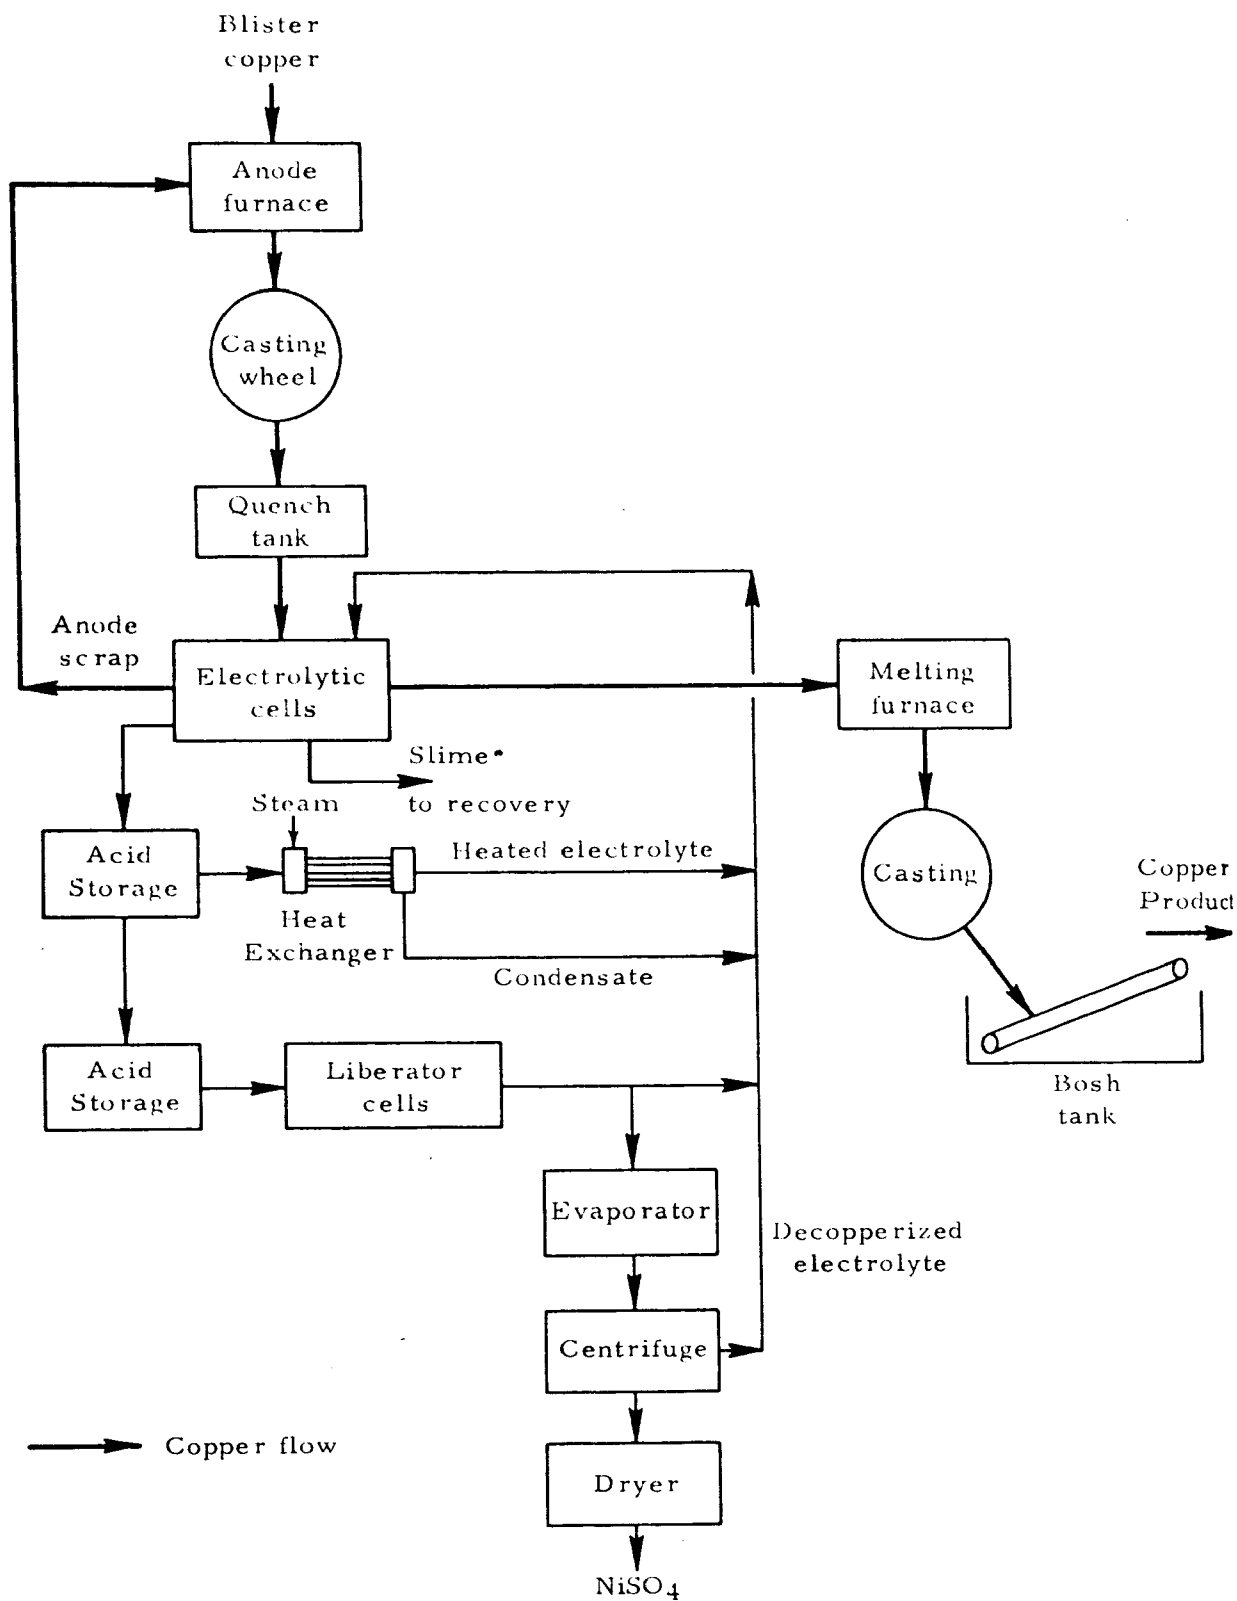 Blister
copper
Anode
furnace
Casting
wheel
Quench
tank
Anode
scrap
Electrolytic
cells
Melting
furnace
Slime*
to recovery
Steam
Acid
Storage
Heated electrolyte
Heat
Exchanger
Condensate
Casting
Copper
Product
Acid
Storage
Liberator
cells
Bosh
tank
Evaporator
Decopperized
electrolyte
Centrifuge
Copper flow
Dryer
NiSO4